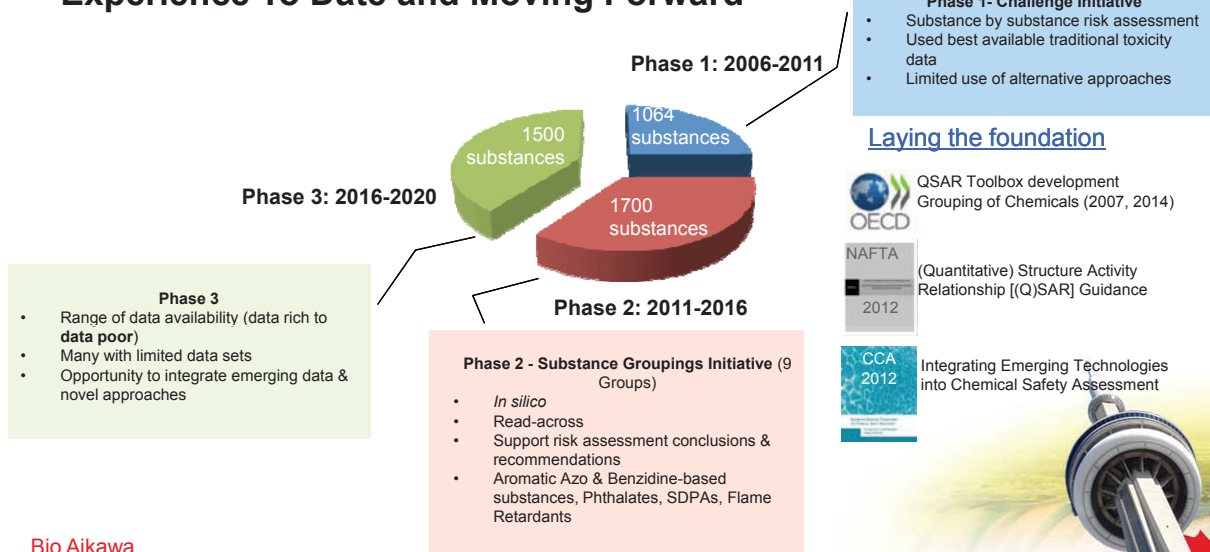 Experience To Date and Moving Forward
Phase 1: 2006-2011
1064
substances
1500
substances
1700
substances
Phase 3: 2016-2020
Phase 2: 2011-2016
Phase 1- Challenge Initiative
• Substance by substance risk assessment
• Used best available traditional toxicity
data
• Limited use of alternative approaches
Laying the foundation
OECD
QSAR Toolbox development
Grouping of Chemicals (2007, 2014)
NAFTA
2012
(Quantitative) Structure Activity
Relationship [(Q)SAR] Guidance
CCA
2012
Integrating Emerging Technologies
into Chemical Safety Assessment
Phase 3
• Range of data availability (data rich to
data poor)
• Many with limited data sets
• Opportunity to integrate emerging data &
novel approaches
Phase 2 - Substance Groupings Initiative (9
Groups)
• In silico
• Read-across
• Support risk assessment conclusions &
recommendations
• Aromatic Azo & Benzidine-based
substances, Phthalates, SDPAs, Flame
Retardants
Bio Aikawa